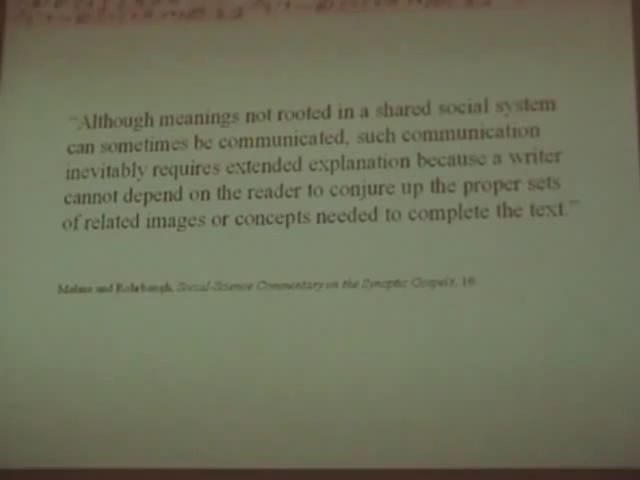 "Although meanings not rooted in a shared social system
can sometimes be communicated, such communication
inevitably requires extended explanation because a writer
cannot depend on the reader to conjure up the proper sets
of related images or concepts needed to complete the text."
Malina and Rohrbaugh, Social-Science Commentary on the Synoptic Gospels, 10.